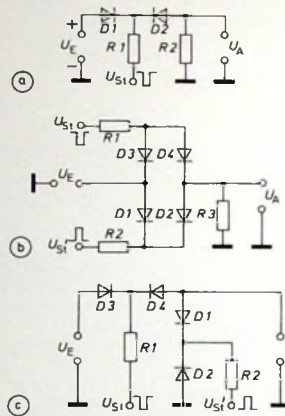 + D1 D2
U_E R1 R2 U_A
−
U_St
a
U_St R1
D3 D4
U_E
D1 D2 R3 U_A
U_St' R2
b
D3 D4
D1
U_E R1
D2 R2
c U_St U_St'